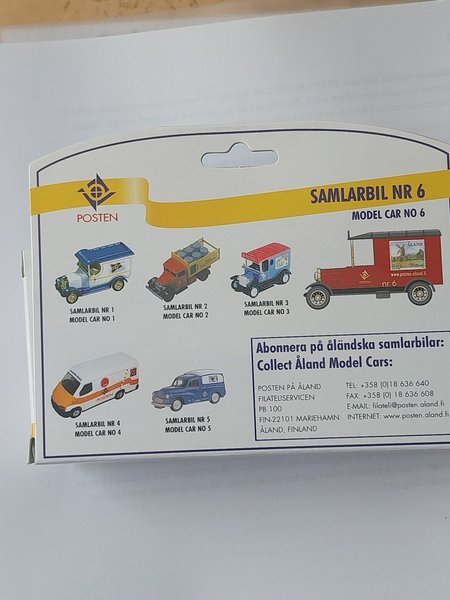 POSTEN
SAMLARBIL NR 6
MODEL CAR NO 6
SAMLARBIL NR 1
MODEL CAR NO 1
SAMLARBIL NR 2
MODEL CAR NO 2
SAMLARBIL NR 3
MODEL CAR NO 3
ÅLAND
www.posten.aland.fi
nr 6
SAMLARBIL NR 4
MODEL CAR NO 4
SAMLARBIL NR 5
MODEL CAR NO 5
Abonnera på åländska samlarbilar:
Collect Åland Model Cars:
POSTEN PÅ ÅLAND
FILATELISERVICEN
PB 100
FIN-22101 MARIEHAMN
ÅLAND, FINLAND
TEL: +358 (0)18 636 640
FAX: +358 (0) 18 636 608
E-MAIL: filateli@posten.aland.fi
INTERNET: www.posten.aland.